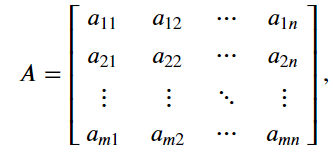 A = [ a₁₁ a₁₂ ⋯ a₁ₙ
a₂₁ a₂₂ ⋯ a₂ₙ
⋮ ⋮ ⋱ ⋮
aₘ₁ aₘ₂ ⋯ aₘₙ ],